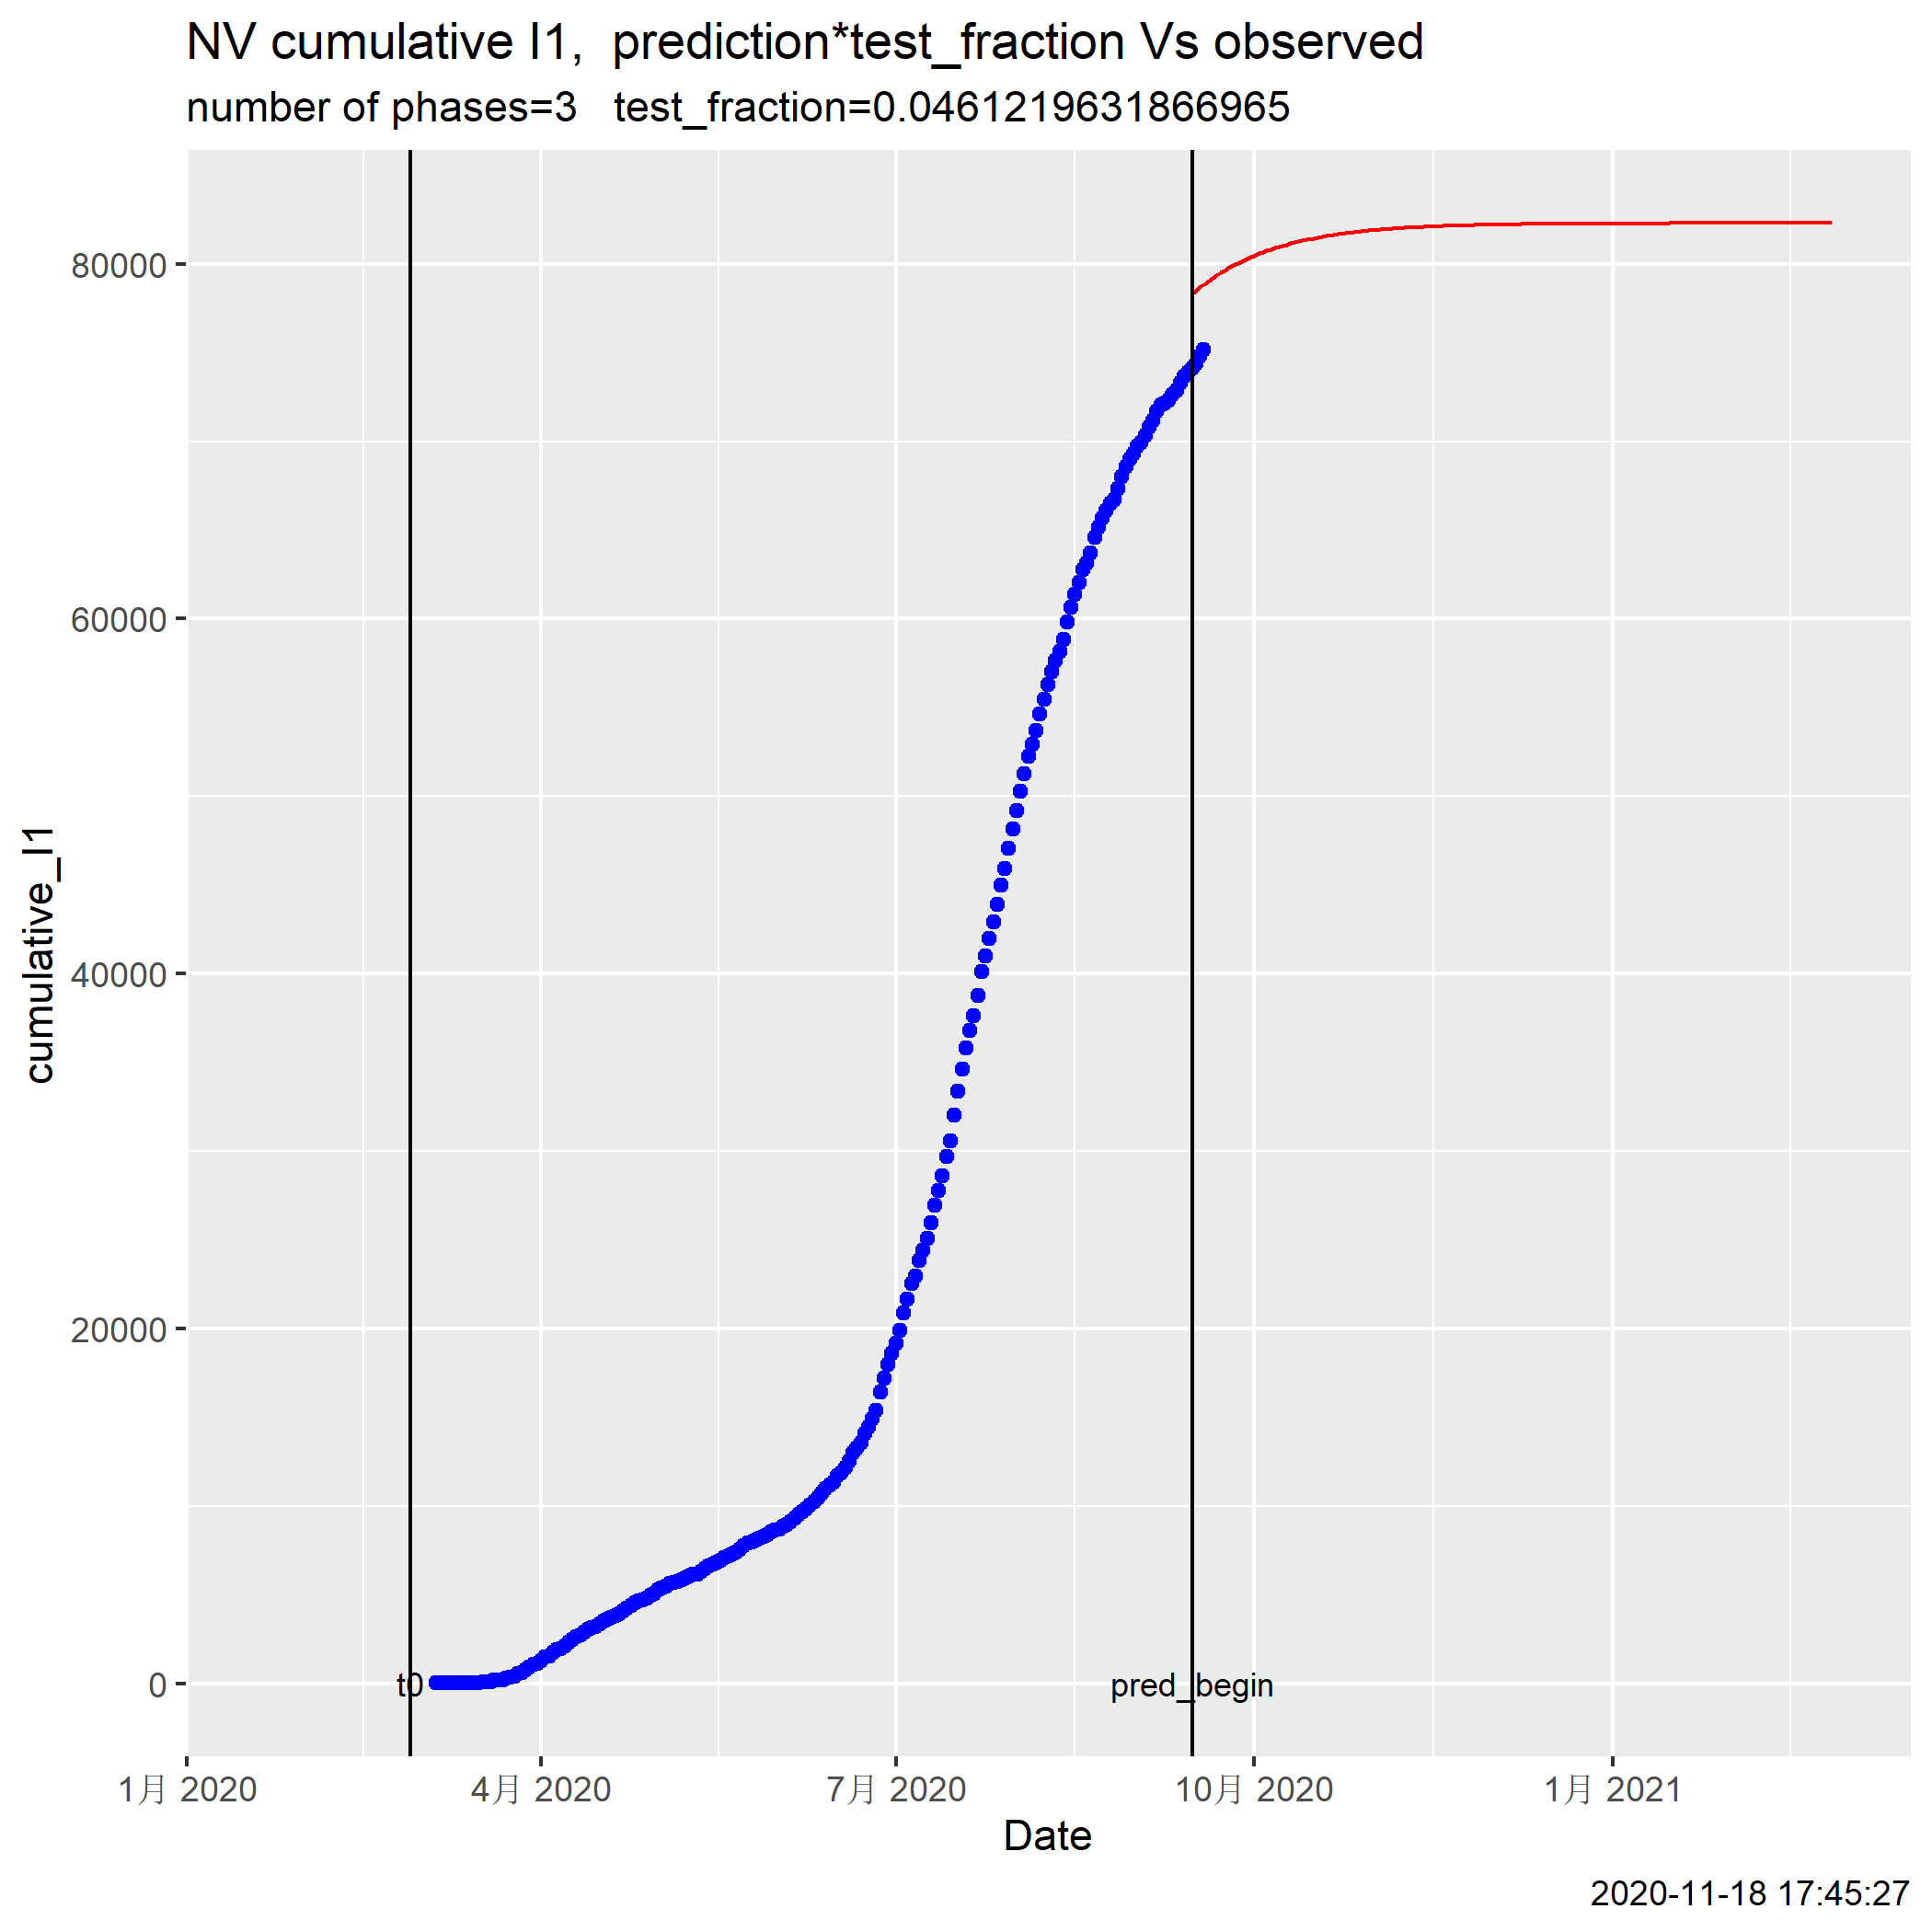 NV cumulative I1,  prediction*test_fraction Vs observed
number of phases=3   test_fraction=0.0461219631866965
80000
60000
40000
20000
0
cumulative_I1
t0
pred_begin
1月 2020
4月 2020
7月 2020
10月 2020
1月 2021
Date
2020-11-18 17:45:27